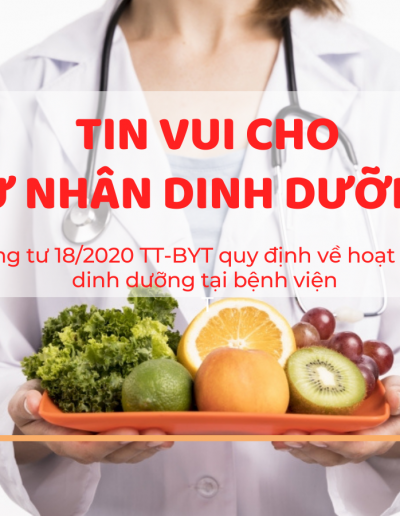 TIN VUI CHO
NHÂN DINH DƯỠN
ng tư 18/2020 TT-BYT quy định về hoạt
dinh dưỡng tại bệnh viện